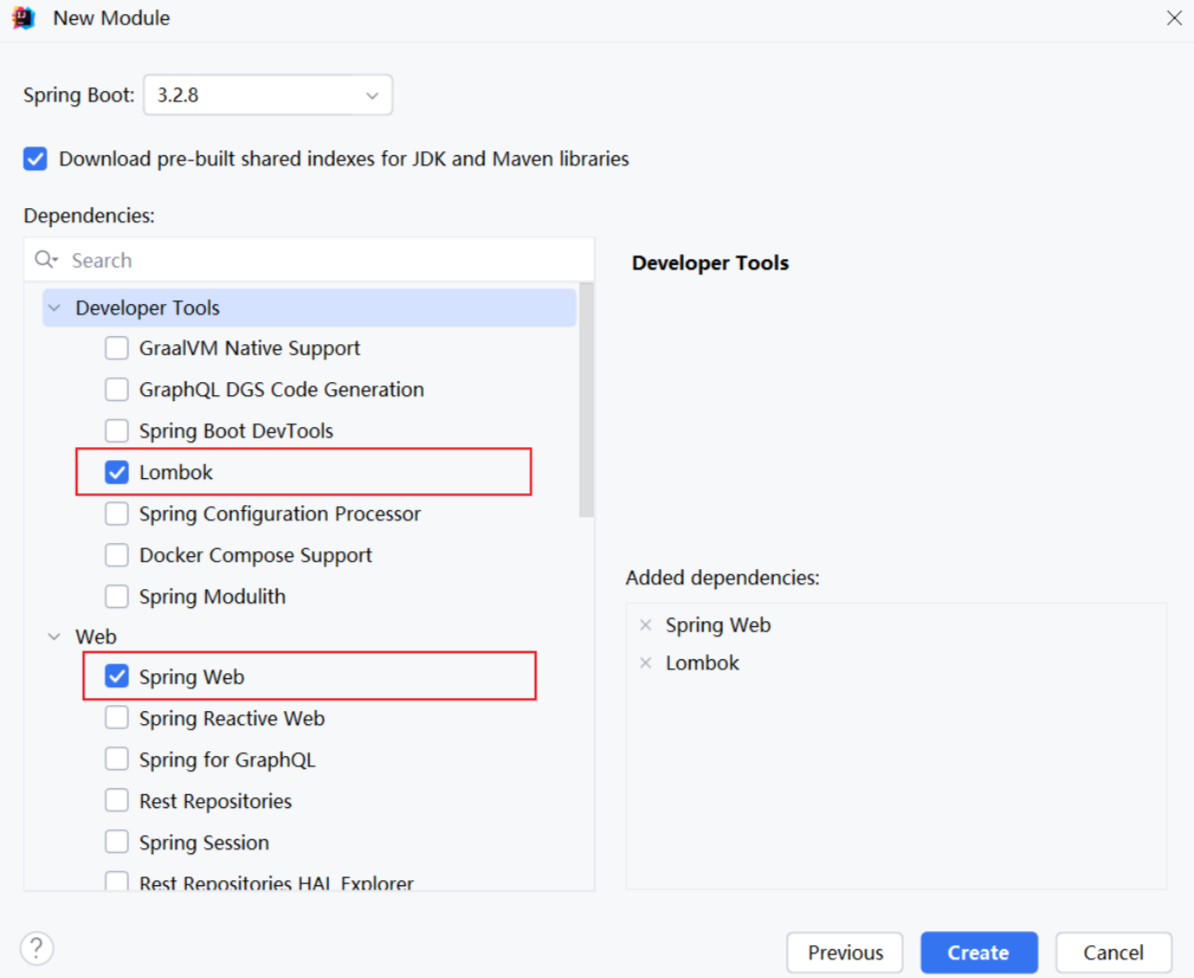 New Module
Spring Boot: 3.2.8
Download pre-built shared indexes for JDK and Maven libraries
Dependencies:
Search
Developer Tools
GraalVM Native Support
GraphQL DGS Code Generation
Spring Boot DevTools
Lombok
Spring Configuration Processor
Docker Compose Support
Spring Modulith
Web
Spring Web
Spring Reactive Web
Spring for GraphQL
Rest Repositories
Spring Session
Rest Repositories HAL Explorer
Developer Tools
Added dependencies:
Spring Web
Lombok
?
Previous
Create
Cancel